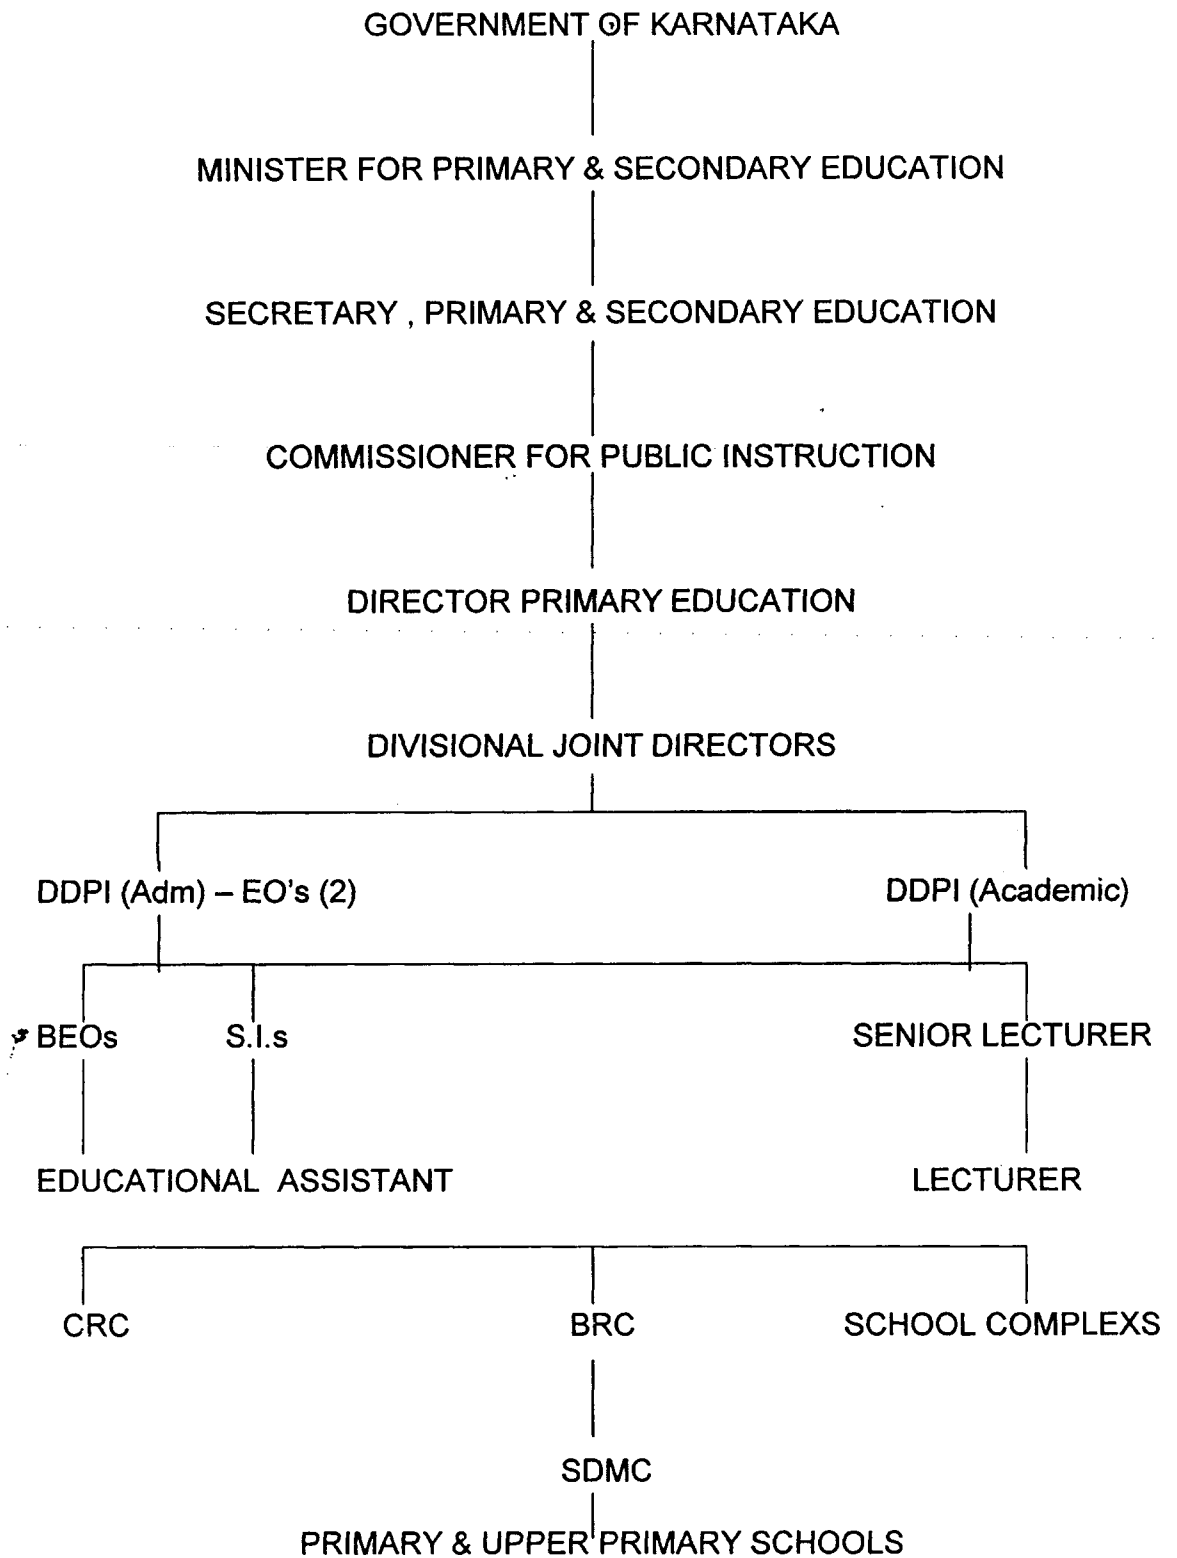 GOVERNMENT OF KARNATAKA
MINISTER FOR PRIMARY & SECONDARY EDUCATION
SECRETARY , PRIMARY & SECONDARY EDUCATION
COMMISSIONER FOR PUBLIC INSTRUCTION
DIRECTOR PRIMARY EDUCATION
DIVISIONAL JOINT DIRECTORS
DDPI (Adm) – EO's (2) DDPI (Academic)
BEOs S.I.s SENIOR LECTURER
EDUCATIONAL ASSISTANT LECTURER
CRC BRC SCHOOL COMPLEXS
SDMC
PRIMARY & UPPER PRIMARY SCHOOLS